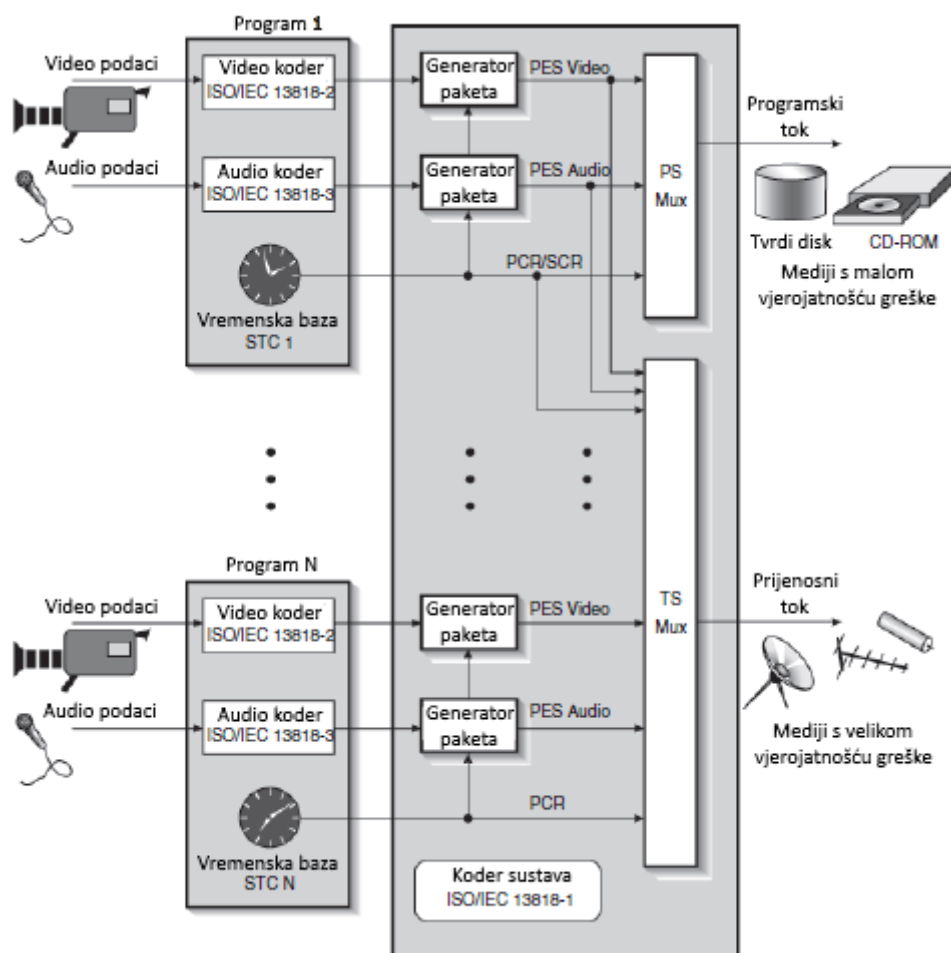 Program 1
Video podaci
Video koder
ISO/IEC 13818-2
Generator
paketa
PES Video
Audio podaci
Audio koder
ISO/IEC 13818-3
Generator
paketa
PES Audio
PS
Mux
Programski
tok
Tvrdi disk
CD-ROM
Mediji s malom
vjerojatnošću greške
PCR/SCR
Vremenska baza
STC 1
Program N
Video podaci
Video koder
ISO/IEC 13818-2
Generator
paketa
PES Video
Audio podaci
Audio koder
ISO/IEC 13818-3
Generator
paketa
PES Audio
TS
Mux
Prijenosni
tok
Mediji s velikom
vjerojatnošću greške
PCR
Vremenska baza
STC N
Koder sustava
ISO/IEC 13818-1